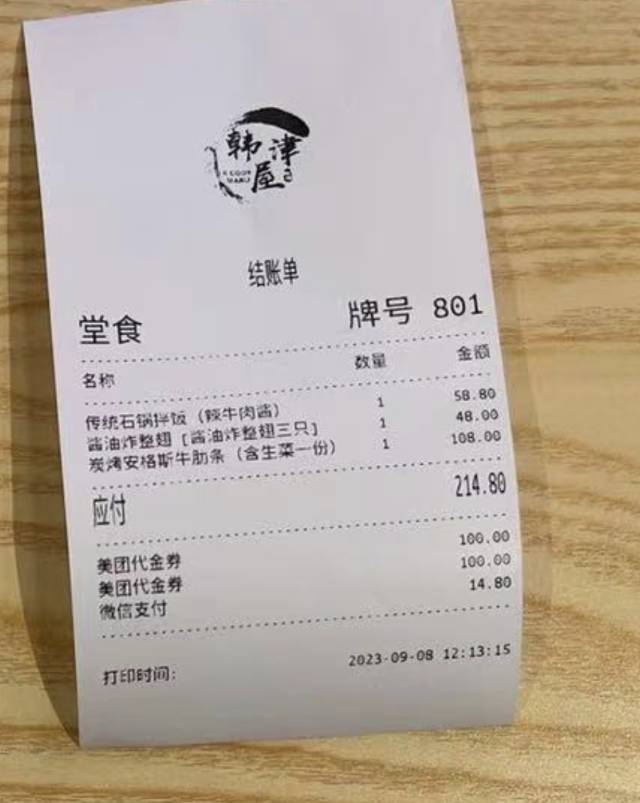 韩津
屋
结账单
堂食 牌号 801
名称 数量 金额
传统石锅拌饭（辣牛肉酱） 1 58.80
酱油炸整翅［酱油炸整翅三只］ 1 48.00
炭烤安格斯牛肋条（含生菜一份） 1 108.00
应付 214.80
美团代金券 100.00
美团代金券 100.00
微信支付 14.80
打印时间： 2023-09-08 12:13:15